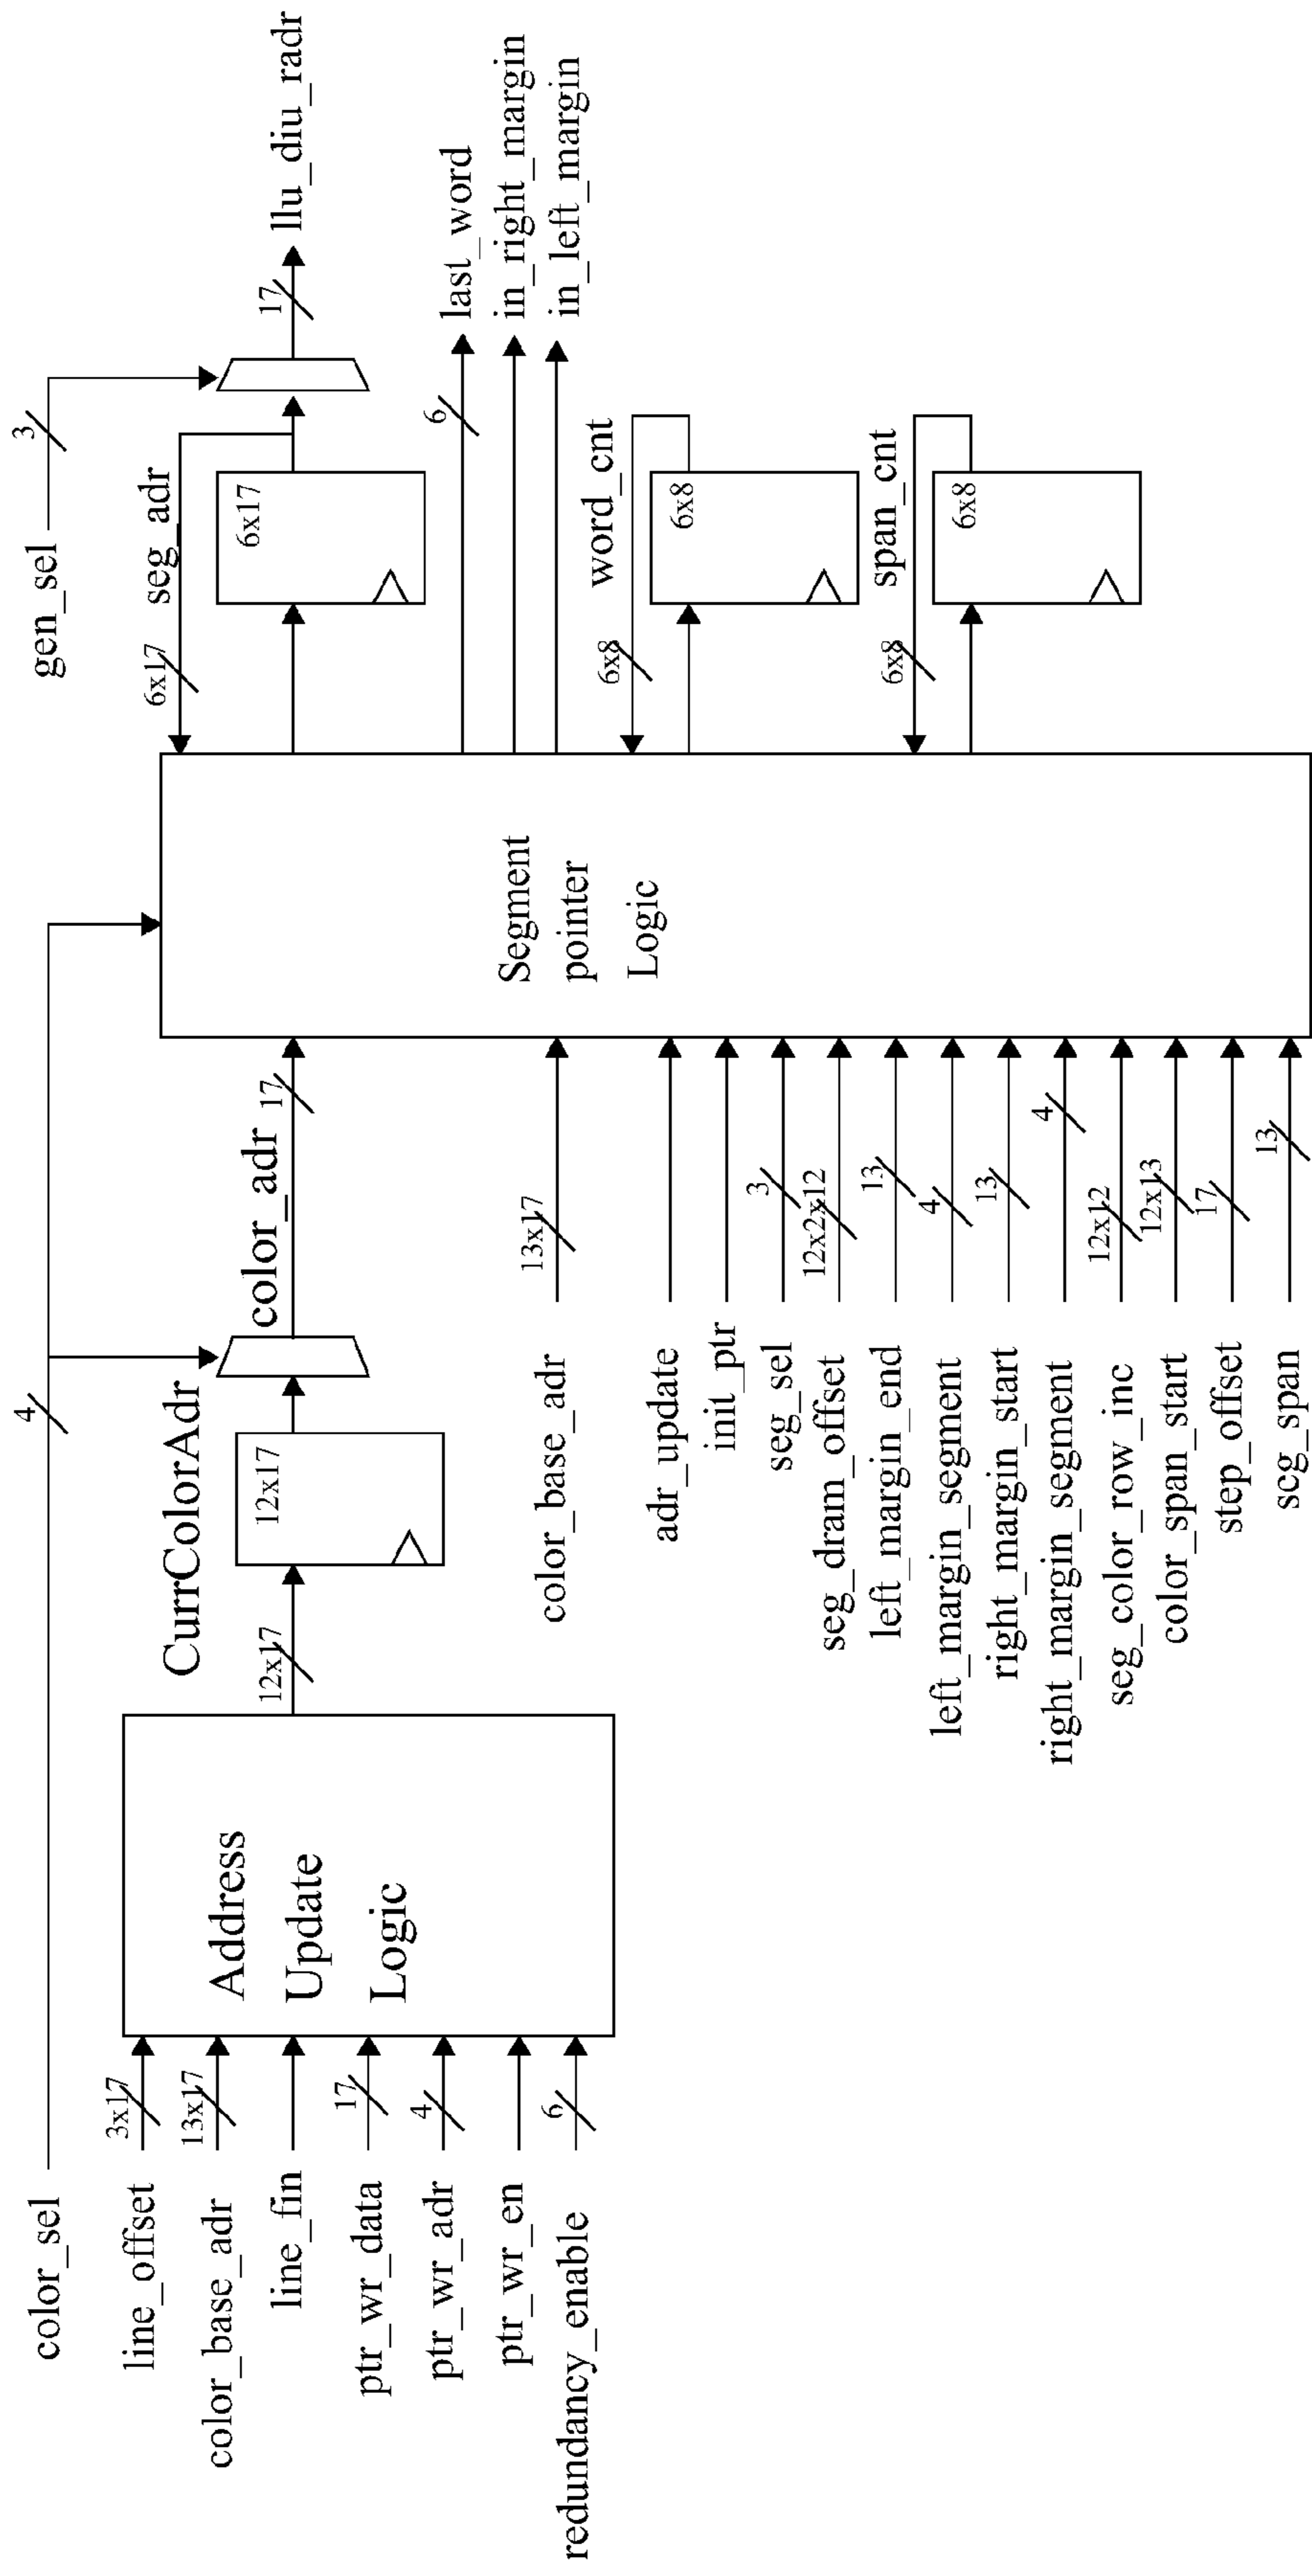 color_sel
4
line_offset
3x17
color_base_adr
13x17
line_fin
ptr_wr_data
17
ptr_wr_adr
4
ptr_wr_en
redundancy_enable
6
Address
Update
Logic
12x17
CurrColorAdr
12x17
color_adr
17
color_base_adr
13x17
adr_update
init_ptr
seg_sel
3
seg_dram_offset
12x2x12
left_margin_end
13
left_margin_segment
4
right_margin_start
13
right_margin_segment
4
seg_color_row_inc
12x12
color_span_start
12x13
step_offset
17
seg_span
13
Segment
pointer
Logic
gen_sel
3
seg_adr
6x17
6x17
17
llu_diu_radr
6
last_word
in_right_margin
in_left_margin
word_cnt
6x8
6x8
span_cnt
6x8
6x8